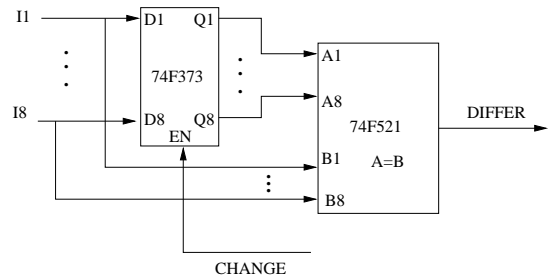 I1
D1
Q1
74F373
A1
I8
D8
Q8
EN
A8
74F521
DIFFER
B1
A=B
B8
CHANGE